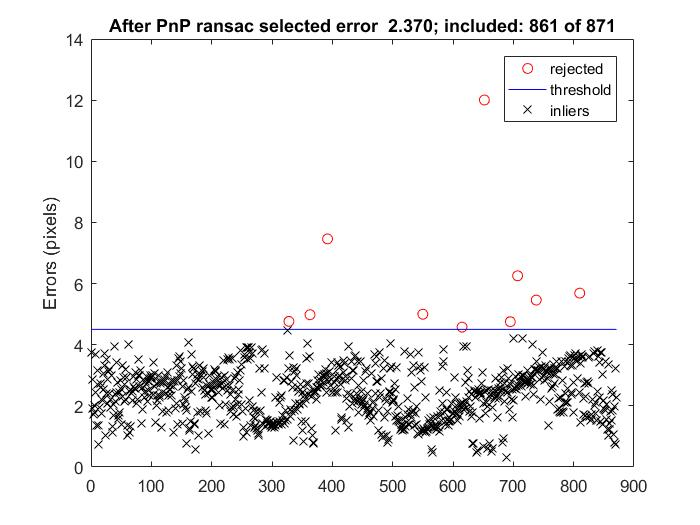 After PnP ransac selected error  2.370; included: 861 of 871
14
12
10
8
6
4
2
0
Errors (pixels)
rejected
threshold
inliers
0 100 200 300 400 500 600 700 800 900